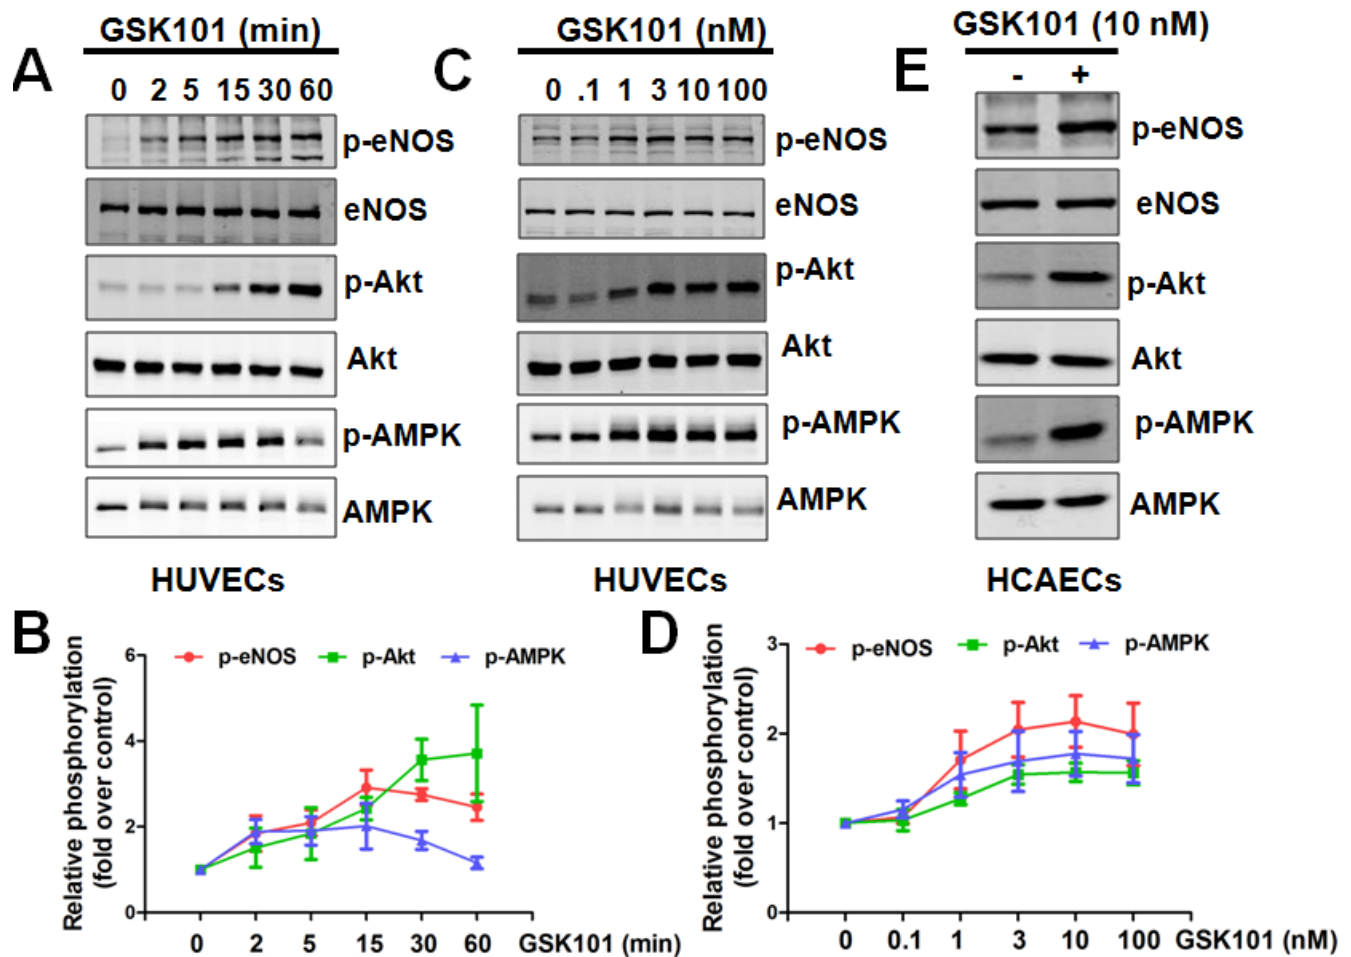 A
GSK101 (min)
0 2 5 15 30 60
p-eNOS
eNOS
p-Akt
Akt
p-AMPK
AMPK
HUVECs
C
GSK101 (nM)
0 .1 1 3 10 100
p-eNOS
eNOS
p-Akt
Akt
p-AMPK
AMPK
HUVECs
E
GSK101 (10 nM)
- +
p-eNOS
eNOS
p-Akt
Akt
p-AMPK
AMPK
HCAECs
B
Relative phosphorylation
(fold over control)
p-eNOS p-Akt p-AMPK
6
4
2
0
0 2 5 15 30 60 GSK101 (min)
D
Relative phosphorylation
(fold over control)
p-eNOS p-Akt p-AMPK
3
2
1
0
0 0.1 1 3 10 100 GSK101 (nM)